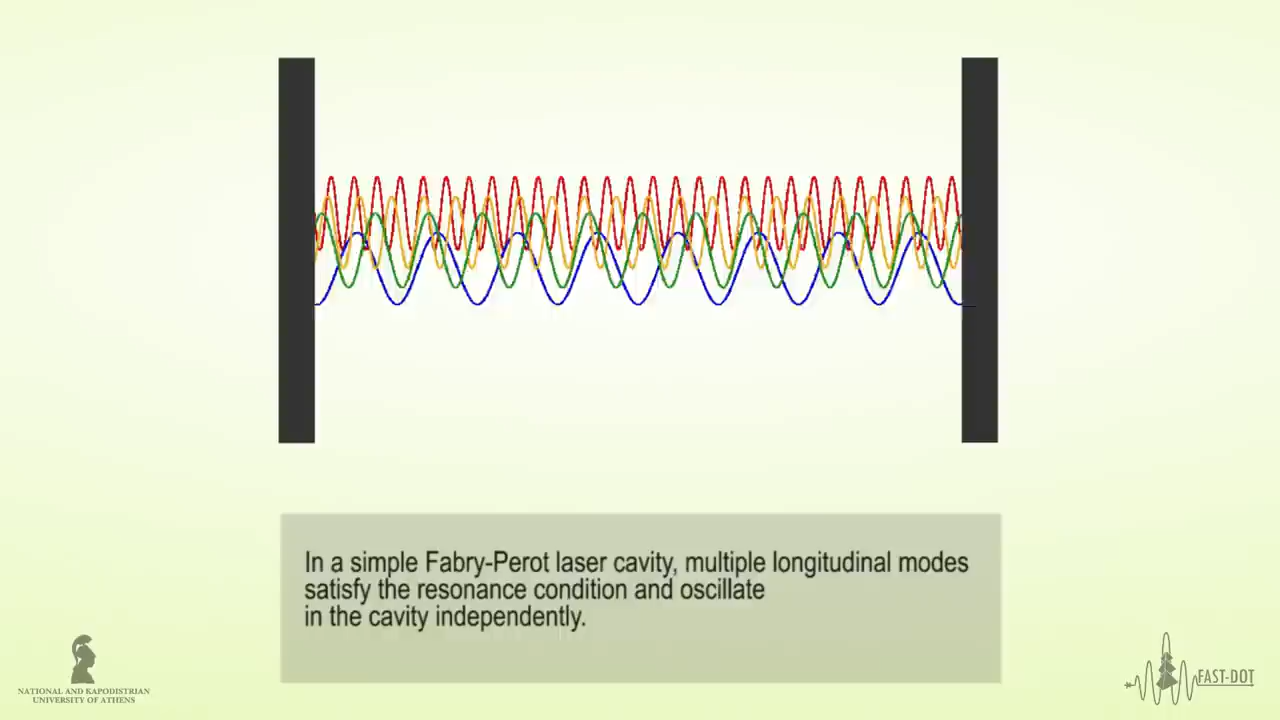 In a simple Fabry-Perot laser cavity, multiple longitudinal modes
satisfy the resonance condition and oscillate
in the cavity independently.
NATIONAL AND KAPODISTRIAN
UNIVERSITY OF ATHENS
FAST-DOT